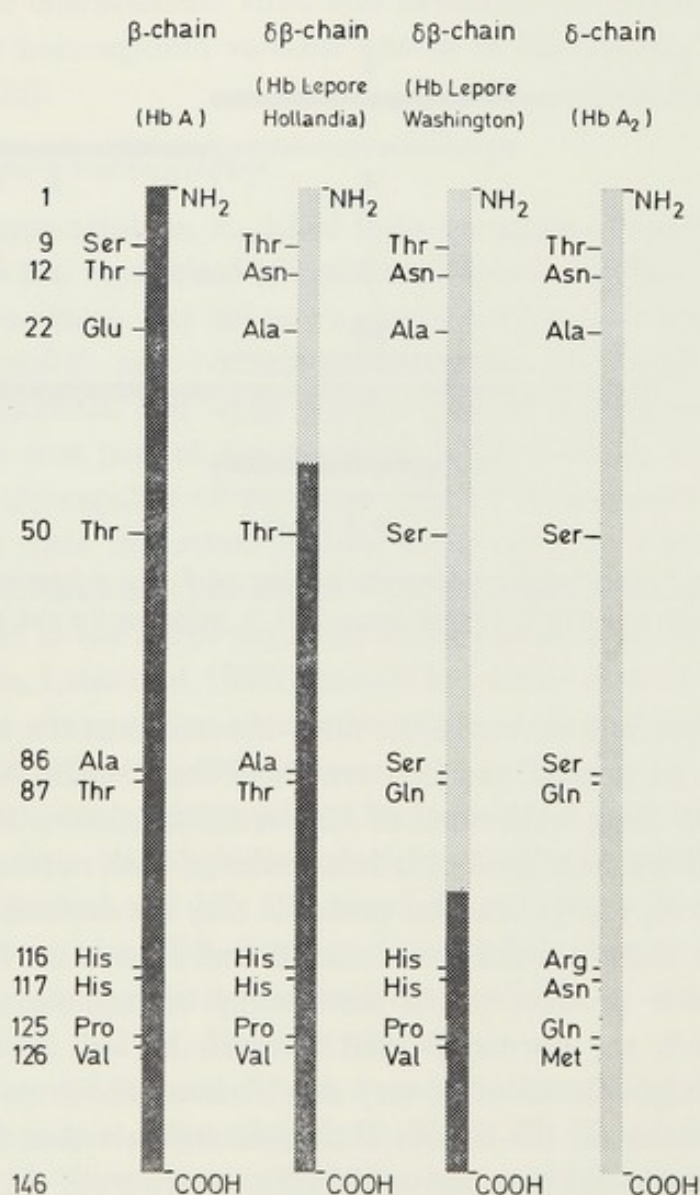 β-chain δβ-chain δβ-chain δ-chain
(Hb Lepore (Hb Lepore
(Hb A) Hollandia) Washington) (Hb A₂)
1 NH₂ NH₂ NH₂ NH₂
9 Ser Thr Thr Thr
12 Thr Asn Asn Asn
22 Glu Ala Ala Ala
50 Thr Thr Ser Ser
86 Ala Ala Ser Ser
87 Thr Thr Gln Gln
116 His His His Arg
117 His His His Asn
125 Pro Pro Pro Gln
126 Val Val Val Met
146 COOH COOH COOH COOH